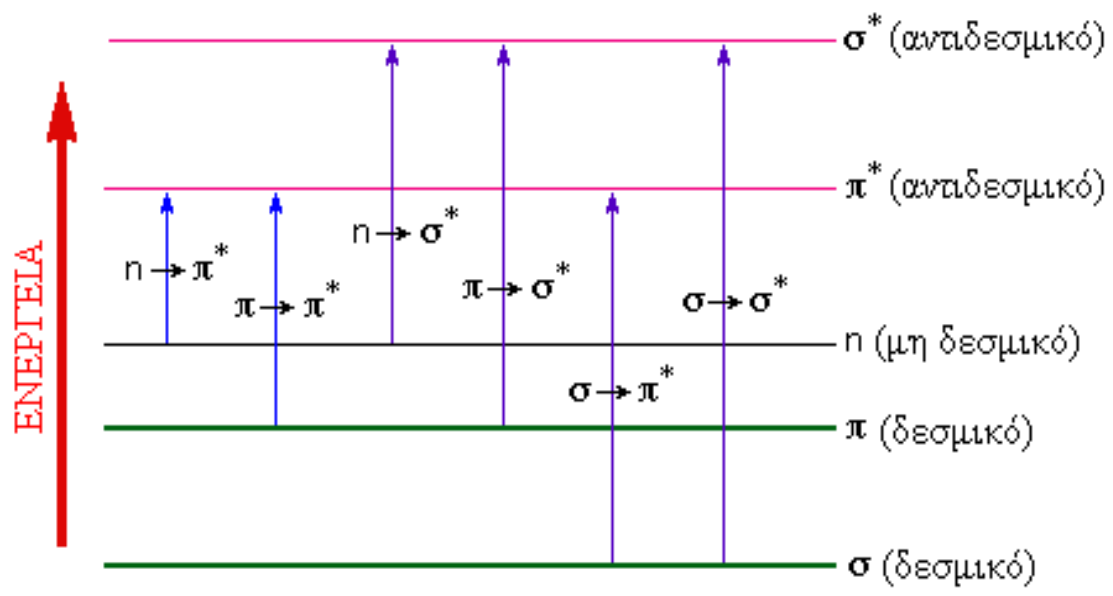 σ* (αντιδεσμικό)
π* (αντιδεσμικό)
n → σ*
n → π*
π → σ*
π → π*
σ → σ*
n (μη δεσμικό)
σ → π*
π (δεσμικό)
σ (δεσμικό)
ΕΝΕΡΓΕΙΑ